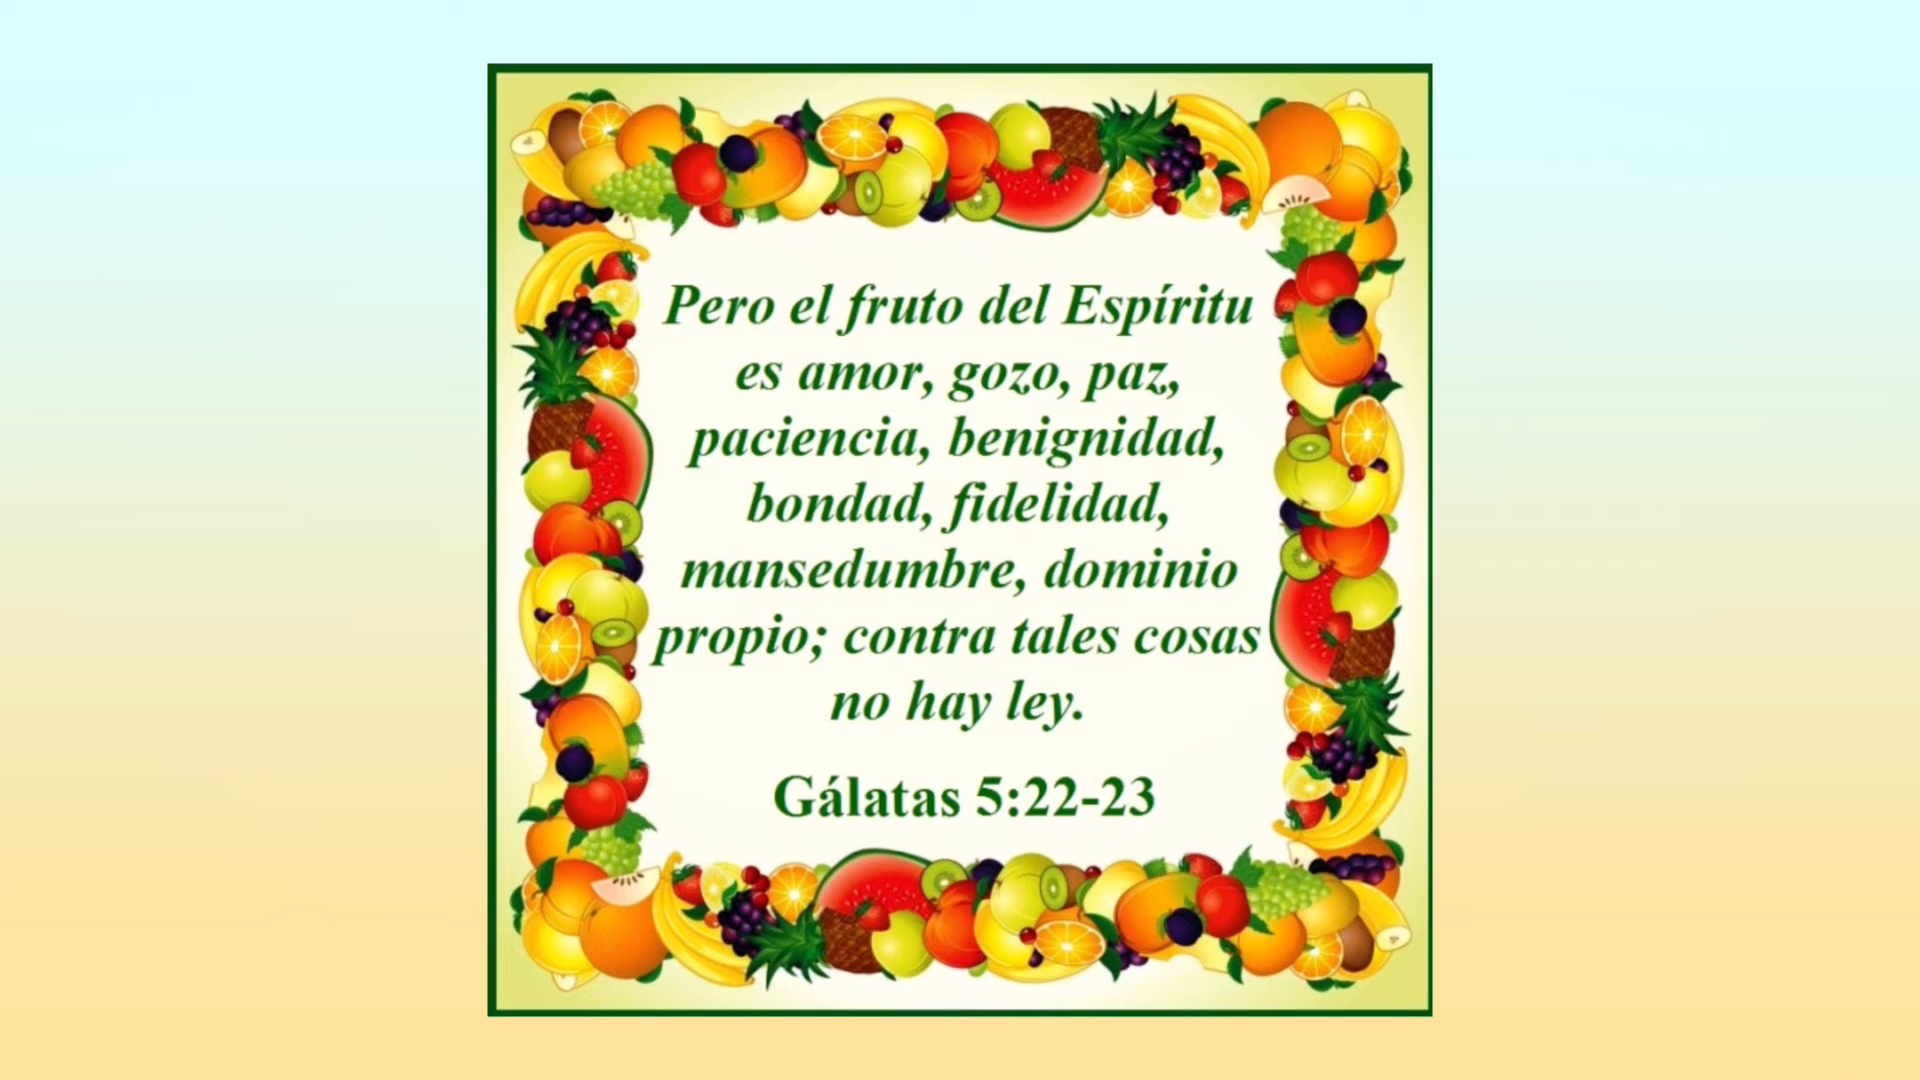 Pero el fruto del Espíritu
es amor, gozo, paz,
paciencia, benignidad,
bondad, fidelidad,
mansedumbre, dominio
propio; contra tales cosas
no hay ley.
Gálatas 5:22-23